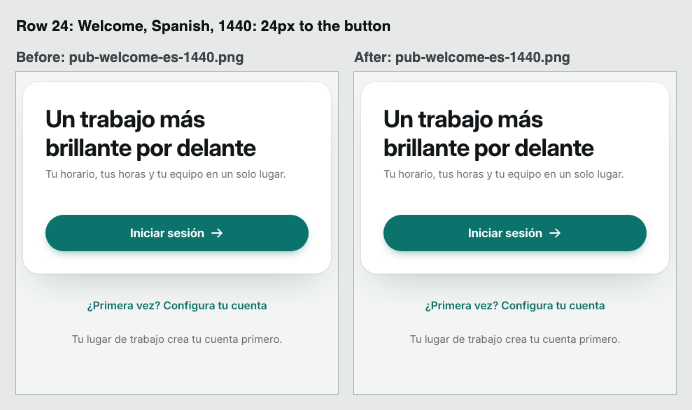 Row 24: Welcome, Spanish, 1440: 24px to the button
Before: pub-welcome-es-1440.png
After: pub-welcome-es-1440.png
Un trabajo más
brillante por delante
Tu horario, tus horas y tu equipo en un solo lugar.
Iniciar sesión →
¿Primera vez? Configura tu cuenta
Tu lugar de trabajo crea tu cuenta primero.
Un trabajo más
brillante por delante
Tu horario, tus horas y tu equipo en un solo lugar.
Iniciar sesión →
¿Primera vez? Configura tu cuenta
Tu lugar de trabajo crea tu cuenta primero.